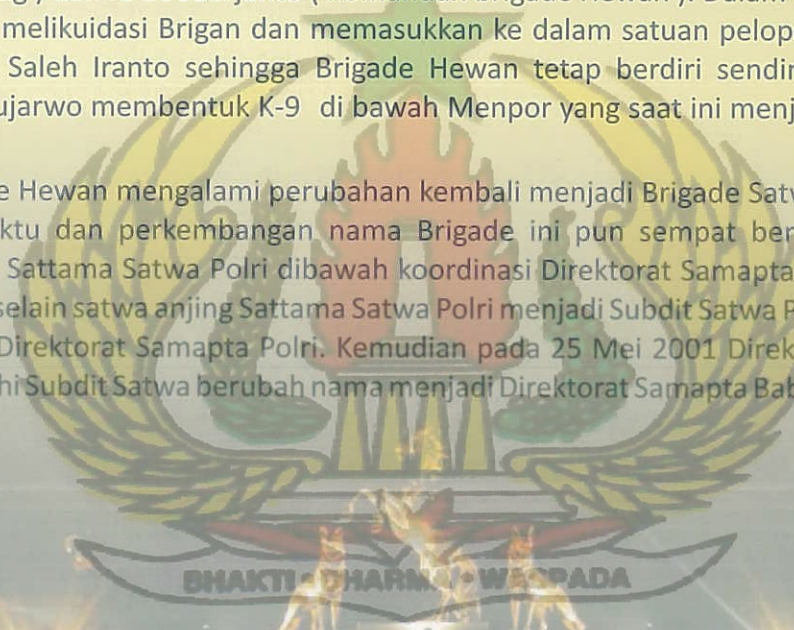 melikuidasi Brigan dan memasukkan ke dalam satuan pelop
Saleh Iranto sehingga Brigade Hewan tetap berdiri sendir
ujarwo membentuk K-9 di bawah Menpor yang saat ini menj
e Hewan mengalami perubahan kembali menjadi Brigade Satw
ktu dan perkembangan nama Brigade ini pun sempat ber
Sattama Satwa Polri dibawah koordinasi Direktorat Samapta
selain satwa anjing Sattama Satwa Polri menjadi Subdit Satwa P
Direktorat Samapta Polri. Kemudian pada 25 Mei 2001 Direk
hi Subdit Satwa berubah nama menjadi Direktorat Samapta Bab
BHAKTI • DHARMA • WASPADA